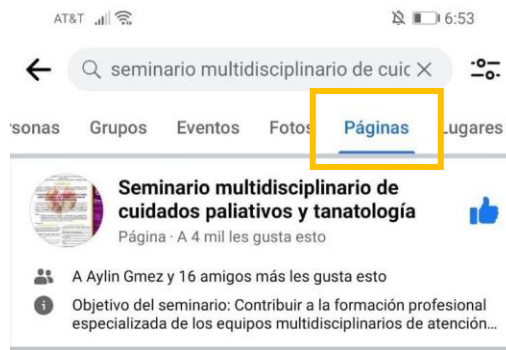 AT&T 6:53
seminario multidisciplinario de cuic
sonas Grupos Eventos Fotos Páginas Lugares
Seminario multidisciplinario de
cuidados paliativos y tanatología
Página · A 4 mil les gusta esto
A Aylin Gmez y 16 amigos más les gusta esto
Objetivo del seminario: Contribuir a la formación profesional
especializada de los equipos multidisciplinarios de atención...